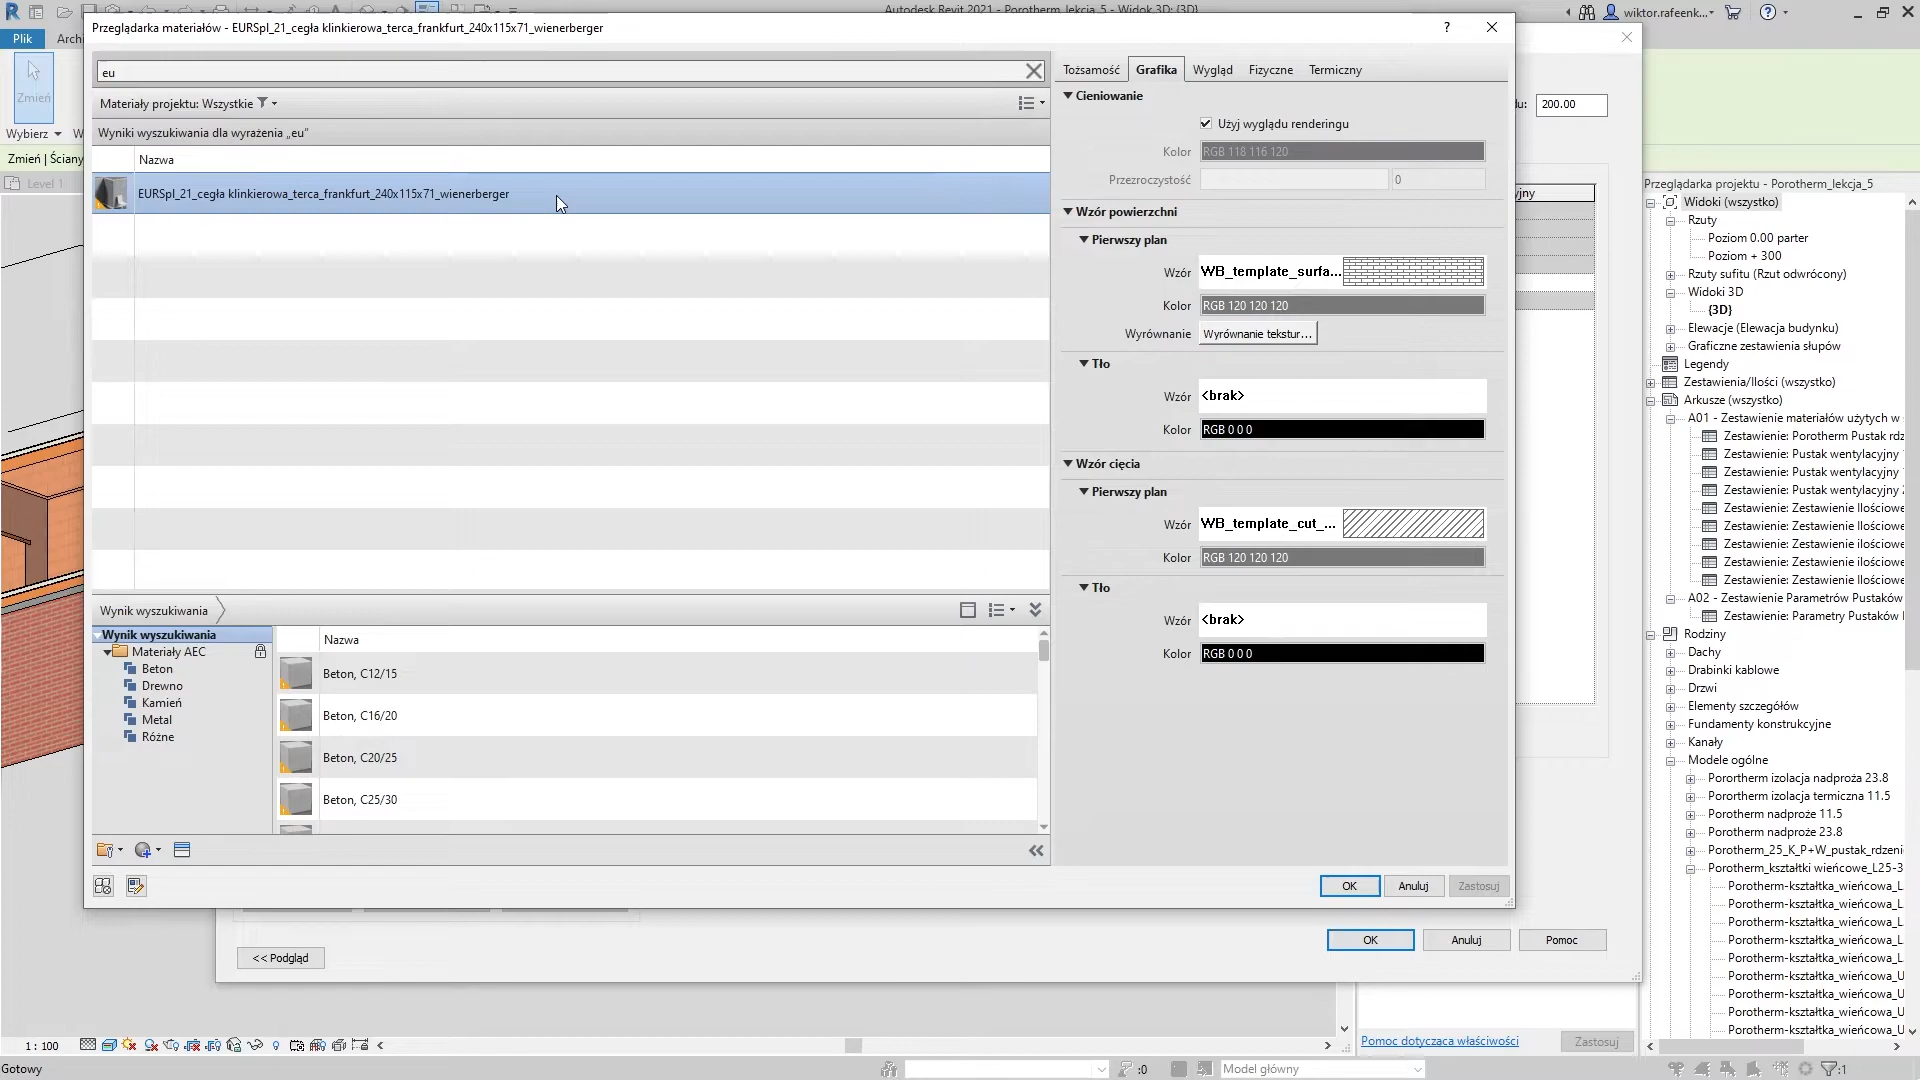 Autodesk Revit 2021 - Porotherm_lekcja_5 - Widok 3D: {3D}
wiktor.rafeenk...
Plik
Arch
Zmień
Wybierz
Zmień | Ściany
Level 1
Przeglądarka materiałów - EURSpl_21_cegła klinkierowa_terca_frankfurt_240x115x71_wienerberger
eu
Materiały projektu: Wszystkie
Wyniki wyszukiwania dla wyrażenia „eu"
Nazwa
EURSpl_21_cegła klinkierowa_terca_frankfurt_240x115x71_wienerberger
Wynik wyszukiwania
Wynik wyszukiwania
Materiały AEC
Beton
Drewno
Kamień
Metal
Różne
Nazwa
Beton, C12/15
Beton, C16/20
Beton, C20/25
Beton, C25/30
Tożsamość
Grafika
Wygląd
Fizyczne
Termiczny
Cieniowanie
Użyj wyglądu renderingu
Kolor
RGB 118 116 120
Przezroczystość
0
Wzór powierzchni
Pierwszy plan
Wzór
WB_template_surfa...
Kolor
RGB 120 120 120
Wyrównanie
Wyrównanie tekstur...
Tło
Wzór
<brak>
Kolor
RGB 0 0 0
Wzór cięcia
Pierwszy plan
Wzór
WB_template_cut_...
Kolor
RGB 120 120 120
Tło
Wzór
<brak>
Kolor
RGB 0 0 0
OK
Anuluj
Zastosuj
200.00
<< Podgląd
OK
Anuluj
Pomoc
Przeglądarka projektu - Porotherm_lekcja_5
Widoki (wszystko)
Rzuty
Poziom 0.00 parter
Poziom + 300
Rzuty sufitu (Rzut odwrócony)
Widoki 3D
{3D}
Elewacje (Elewacja budynku)
Graficzne zestawienia słupów
Legendy
Zestawienia/Ilości (wszystko)
Arkusze (wszystko)
A01 - Zestawienie materiałów użytych w
Zestawienie: Porotherm Pustak rdz
Zestawienie: Pustak wentylacyjny
Zestawienie: Pustak wentylacyjny
Zestawienie: Pustak wentylacyjny
Zestawienie: Zestawienie Ilościowe
Zestawienie: Zestawienie ilościowe
Zestawienie: Zestawienie ilościowe
Zestawienie: Zestawienie Ilościowe
Zestawienie: Zestawienie Ilościowe
A02 - Zestawienie Parametrów Pustaków
Zestawienie: Parametry Pustaków
Rodziny
Dachy
Drabinki kablowe
Drzwi
Elementy szczegółów
Fundamenty konstrukcyjne
Kanały
Modele ogólne
Porortherm izolacja nadproża 23.8
Porortherm izolacja termiczna 11.5
Porotherm nadproże 11.5
Porotherm nadproże 23.8
Porotherm_25_K_P+W_pustak_rdzeni
Porotherm_kształtki wieńcowe_L25-3
Porotherm-kształtka_wieńcowa_L
Porotherm-kształtka_wieńcowa_L
Porotherm-kształtka_wieńcowa_L
Porotherm-kształtka_wieńcowa_L
Porotherm-kształtka_wieńcowa_L
Porotherm-kształtka_wieńcowa_U
Porotherm-kształtka_wieńcowa_U
Porotherm-kształtka_wieńcowa_U
Porotherm-kształtka_wieńcowa_U
1 : 100
Pomoc dotycząca właściwości
Zastosuj
Gotowy
:0
Model główny
:1